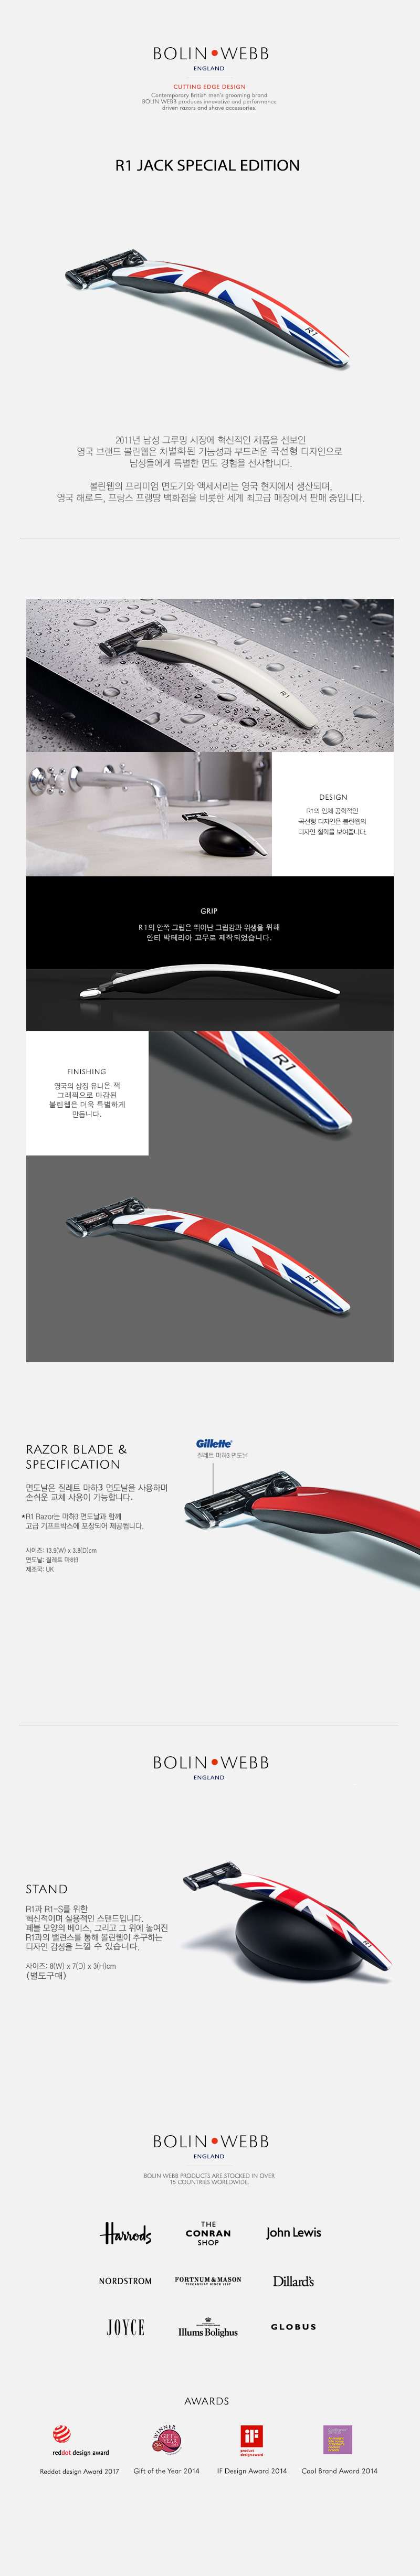 BOLIN WEBB
ENGLAND
CUTTING EDGE DESIGN
Contemporary British men's grooming brand
BOLIN WEBB produces innovative and performance
driven razors and shave accessories.
R1 JACK SPECIAL EDITION
R1
2011년 남성 그루밍 시장에 혁신적인 제품을 선보인
영국 브랜드 볼린웹은 차별화된 기능성과 부드러운 곡선형 디자인으로
남성들에게 특별한 면도 경험을 선사합니다.
볼린웹의 프리미엄 면도기와 액세서리는 영국 현지에서 생산되며,
영국 해로드, 프랑스 프랭땅 백화점을 비롯한 세계 최고급 매장에서 판매 중입니다.
R1
DESIGN
R1의 인체 공학적인
곡선형 디자인은 볼린웹의
디자인 철학을 보여줍니다.
GRIP
R1의 안쪽 그립은 뛰어난 그립감과 위생을 위해
안티 박테리아 고무로 제작되었습니다.
FINISHING
영국의 상징 유니온 잭
그래픽으로 마감된
볼린웹은 더욱 특별하게
만듭니다.
R1
R1
RAZOR BLADE &
SPECIFICATION
면도날은 질레트 마하3 면도날을 사용하며
손쉬운 교체 사용이 가능합니다.
*R1 Razor는 마하3 면도날과 함께
고급 기프트박스에 포장되어 제공됩니다.
사이즈: 13.9(W) x 3.8(D)cm
면도날: 질레트 마하3
제조국: UK
Gillette
질레트 마하3 면도날
BOLIN WEBB
ENGLAND
STAND
R1과 R1-S를 위한
혁신적이며 실용적인 스탠드입니다.
페블 모양의 베이스, 그리고 그 위에 놓여진
R1과의 밸런스를 통해 볼린웹이 추구하는
디자인 감성을 느낄 수 있습니다.
사이즈: 8(W) x 7(D) x 3(H)cm
(별도구매)
R1
BOLIN WEBB
ENGLAND
BOLIN WEBB PRODUCTS ARE STOCKED IN OVER
15 COUNTRIES WORLDWIDE.
Harrods
THE
CONRAN
SHOP
John Lewis
NORDSTROM
FORTNUM & MASON
PICCADILLY SINCE 1707
Dillard's
JOYCE
Illums Bolighus
GLOBUS
AWARDS
reddot design award
WINNER
iF
product
design award
Reddot design Award 2017
Gift of the Year 2014
IF Design Award 2014
Cool Brand Award 2014